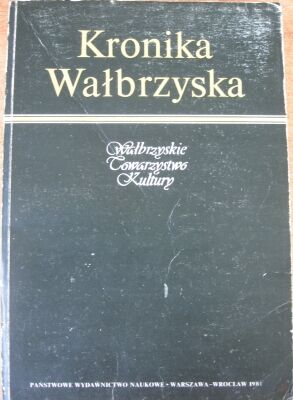 Kronika
Wałbrzyska
Wałbrzyskie
Towarzystwo
Kultury
PAŃSTWOWE WYDAWNICTWO NAUKOWE • WARSZAWA–WROCŁAW 1981